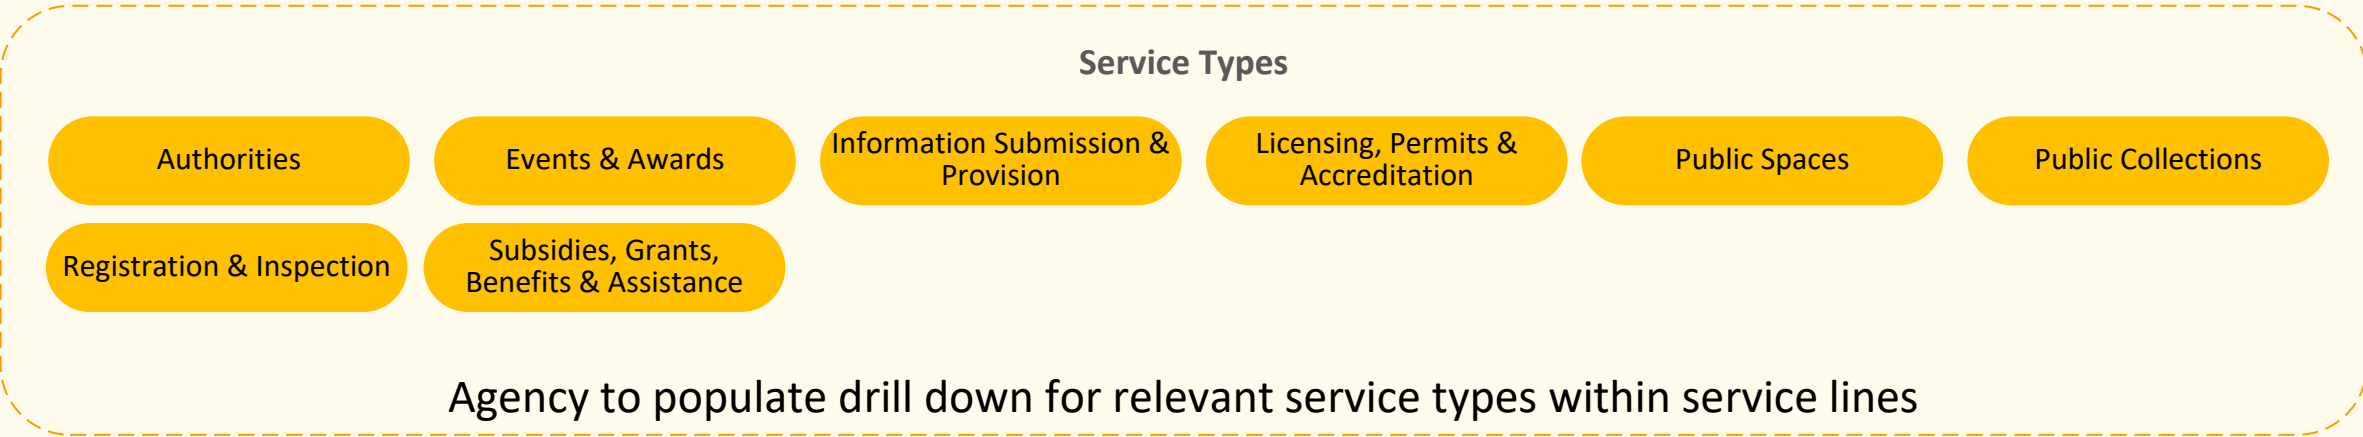 Service Types
Authorities
Events & Awards
Information Submission &
Provision
Licensing, Permits &
Accreditation
Public Spaces
Public Collections
Registration & Inspection
Subsidies, Grants,
Benefits & Assistance
Agency to populate drill down for relevant service types within service lines